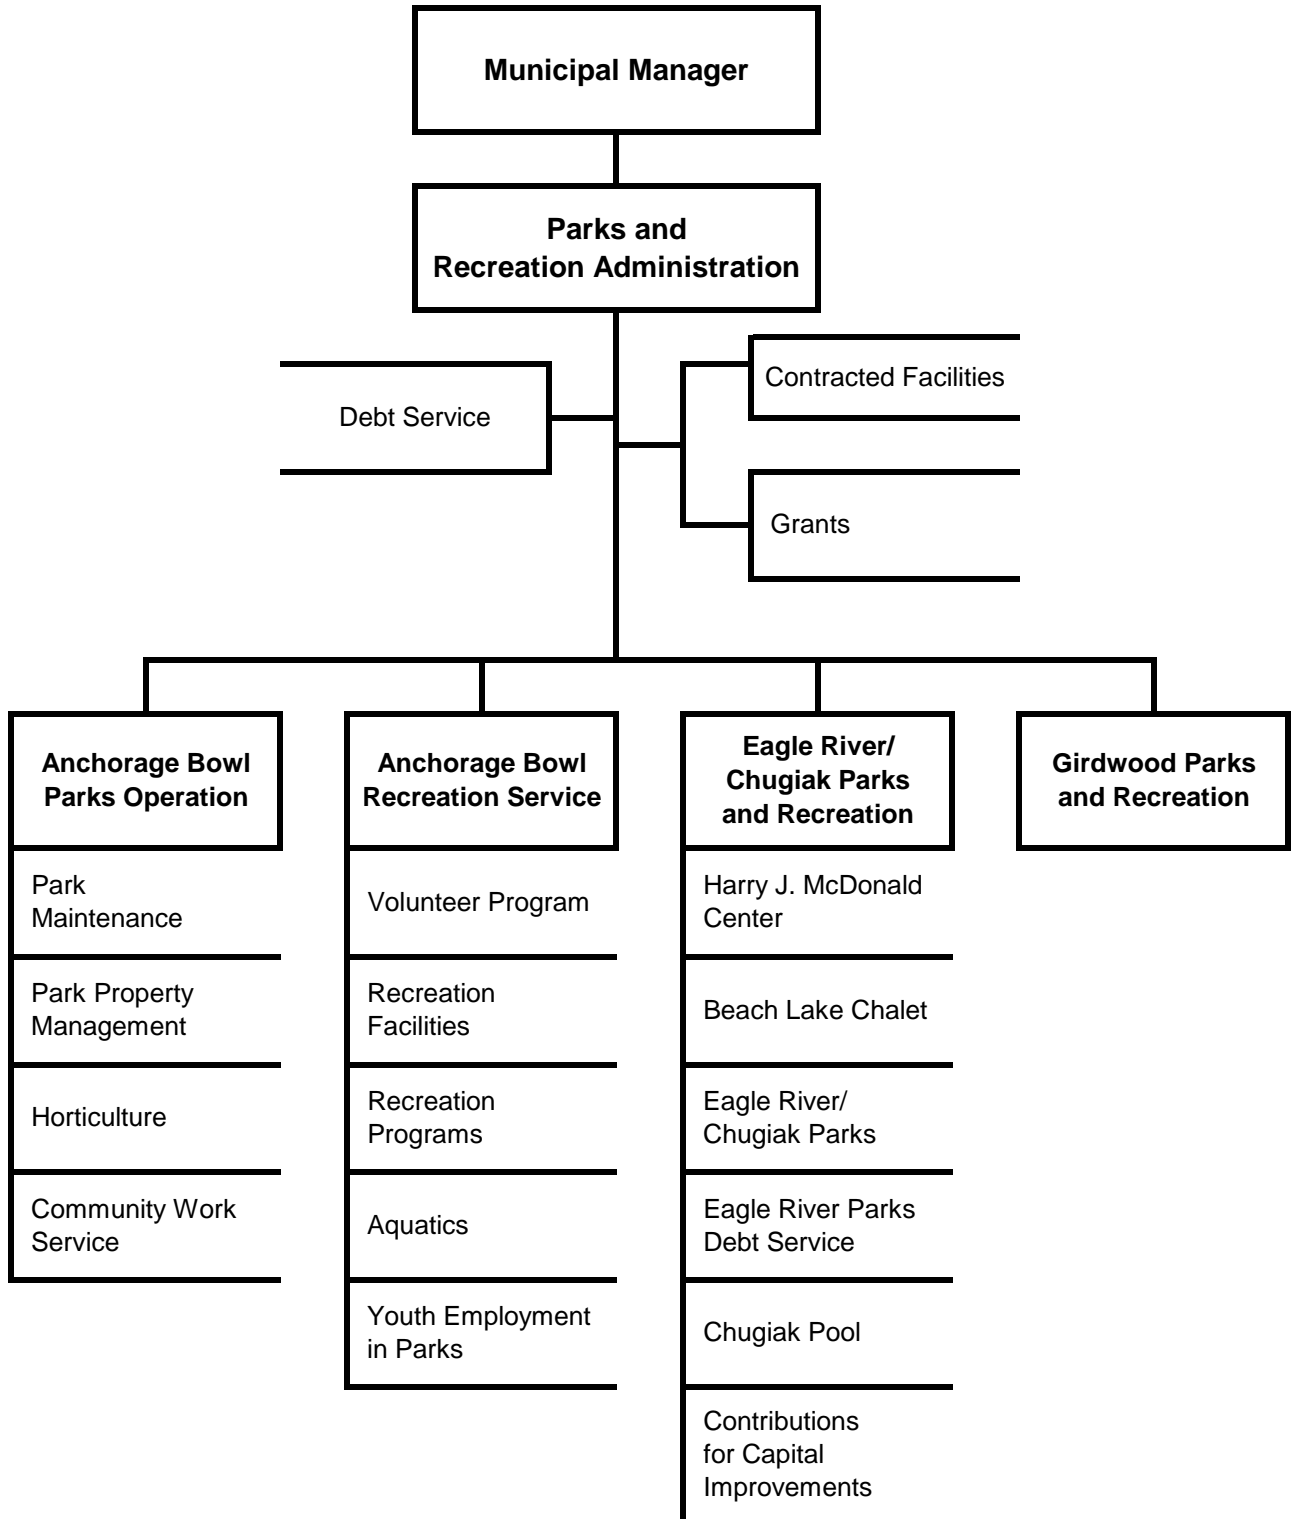 Municipal Manager
Parks and
Recreation Administration
Debt Service
Contracted Facilities
Grants
Anchorage Bowl
Parks Operation
Park
Maintenance
Park Property
Management
Horticulture
Community Work
Service
Anchorage Bowl
Recreation Service
Volunteer Program
Recreation
Facilities
Recreation
Programs
Aquatics
Youth Employment
in Parks
Eagle River/
Chugiak Parks
and Recreation
Harry J. McDonald
Center
Beach Lake Chalet
Eagle River/
Chugiak Parks
Eagle River Parks
Debt Service
Chugiak Pool
Contributions
for Capital
Improvements
Girdwood Parks
and Recreation